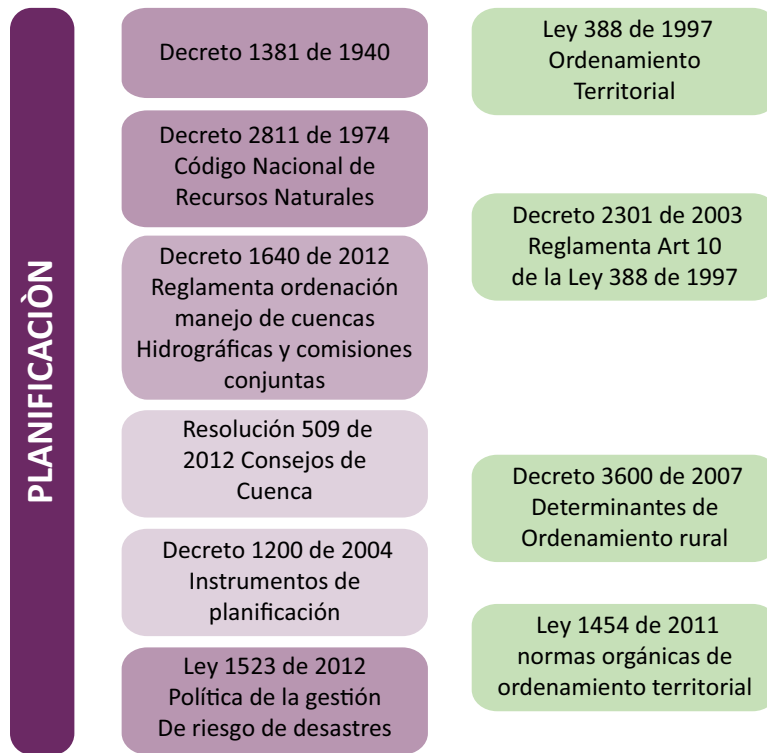 PLANIFICACIÒN
Decreto 1381 de 1940
Decreto 2811 de 1974
Código Nacional de
Recursos Naturales
Decreto 1640 de 2012
Reglamenta ordenación
manejo de cuencas
Hidrográficas y comisiones
conjuntas
Resolución 509 de
2012 Consejos de
Cuenca
Decreto 1200 de 2004
Instrumentos de
planificación
Ley 1523 de 2012
Política de la gestión
De riesgo de desastres
Ley 388 de 1997
Ordenamiento
Territorial
Decreto 2301 de 2003
Reglamenta Art 10
de la Ley 388 de 1997
Decreto 3600 de 2007
Determinantes de
Ordenamiento rural
Ley 1454 de 2011
normas orgánicas de
ordenamiento territorial